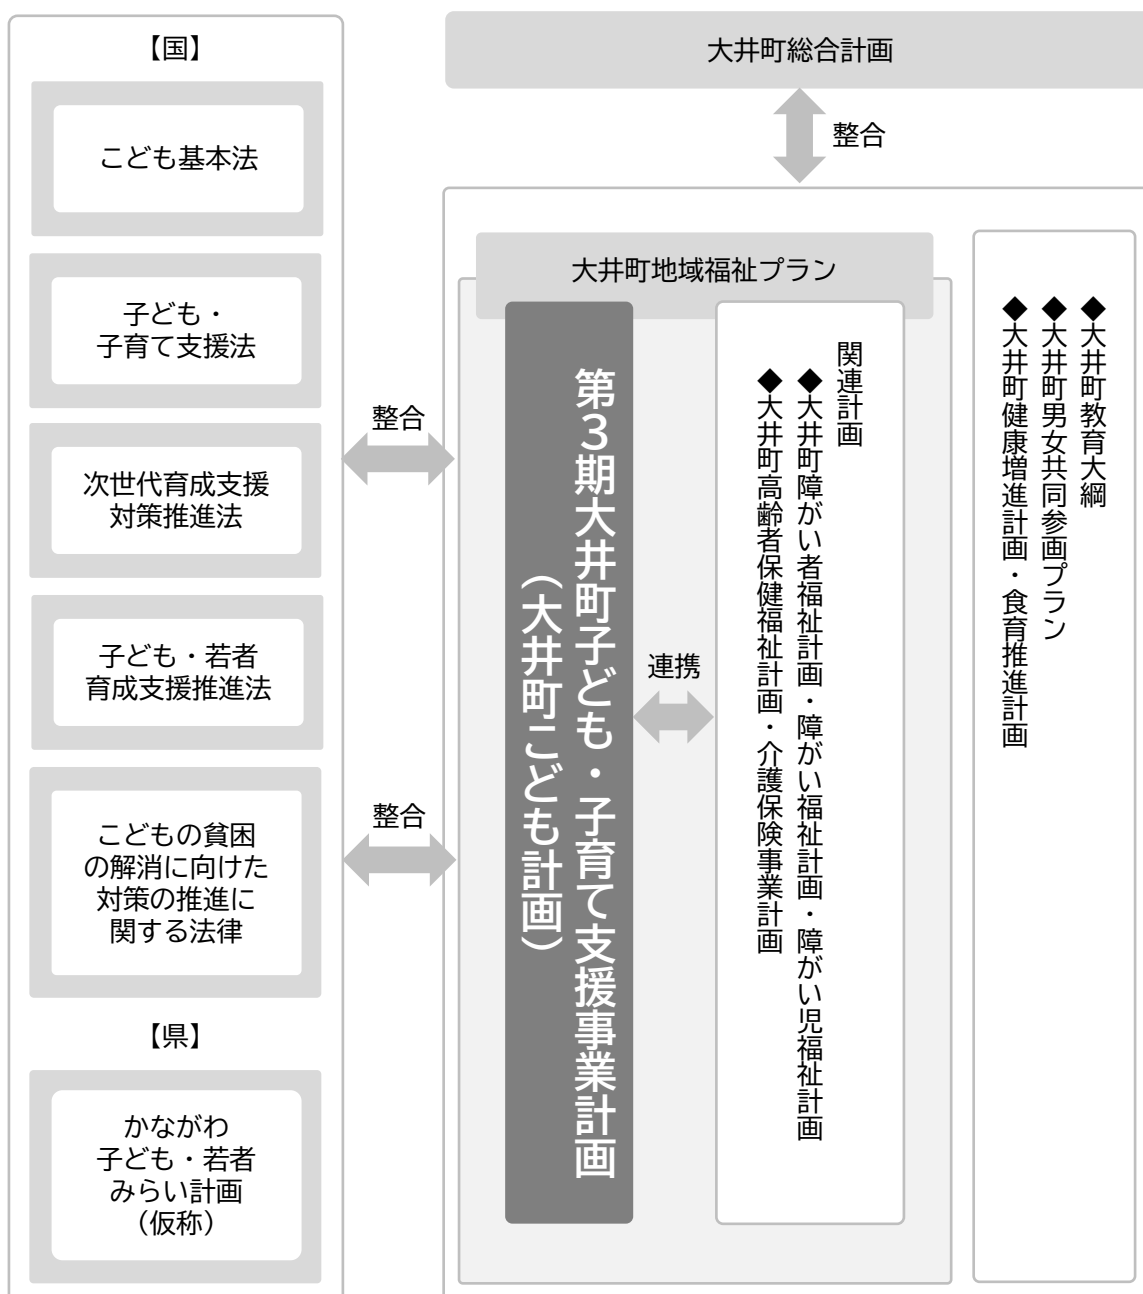 【国】
こども基本法
子ども・
子育て支援法
次世代育成支援
対策推進法
子ども・若者
育成支援推進法
こどもの貧困
の解消に向けた
対策の推進に
関する法律
【県】
かながわ
子ども・若者
みらい計画
（仮称）
整合
整合
大井町総合計画
整合
大井町地域福祉プラン
第３期大井町子ども・子育て支援事業計画
（大井町こども計画）
連携
関連計画
◆大井町障がい者福祉計画・障がい福祉計画・障がい児福祉計画
◆大井町高齢者保健福祉計画・介護保険事業計画
◆大井町教育大綱
◆大井町男女共同参画プラン
◆大井町健康増進計画・食育推進計画